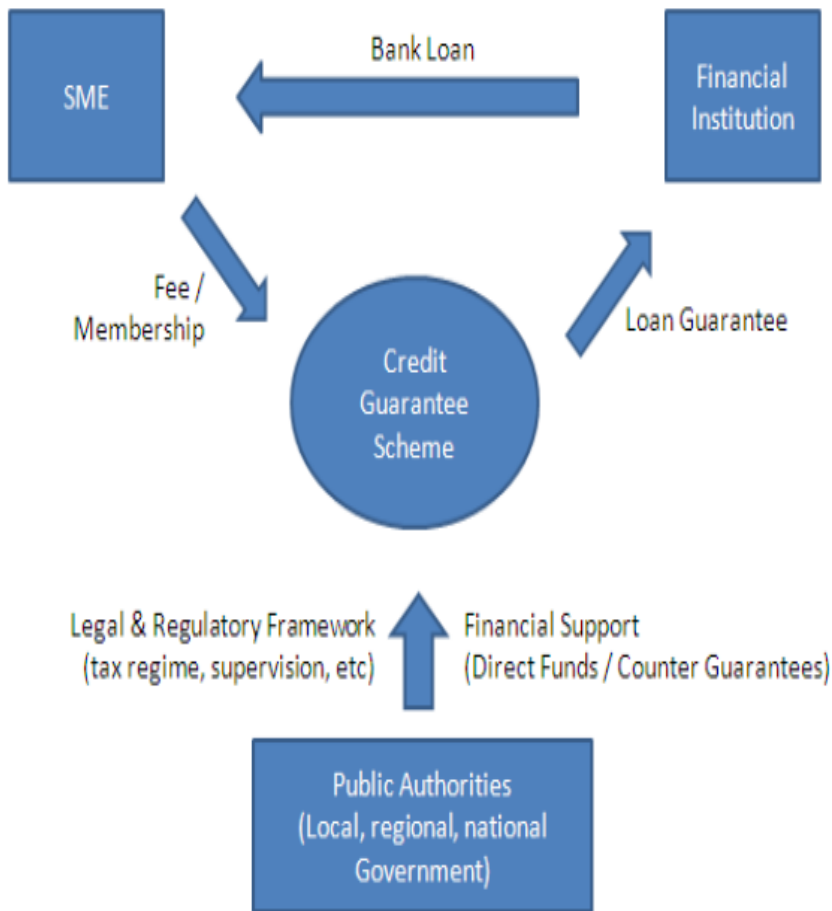 Bank Loan
SME
Financial
Institution
Fee /
Membership
Loan Guarantee
Credit
Guarantee
Scheme
Legal & Regulatory Framework
(tax regime, supervision, etc)
Financial Support
(Direct Funds / Counter Guarantees)
Public Authorities
(Local, regional, national
Government)